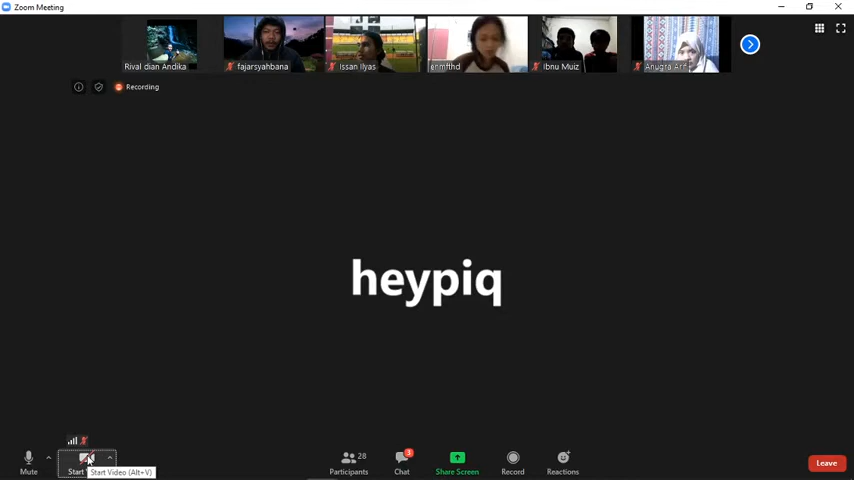 Zoom Meeting
Rival dian Andika
fajarsyahbana
Issan Ilyas
enmfthd
Ibnu Muiz
Anugra Arif
Recording
heypiq
Mute
Start
Start Video (Alt+V)
28
Participants
3
Chat
Share Screen
Record
Reactions
Leave